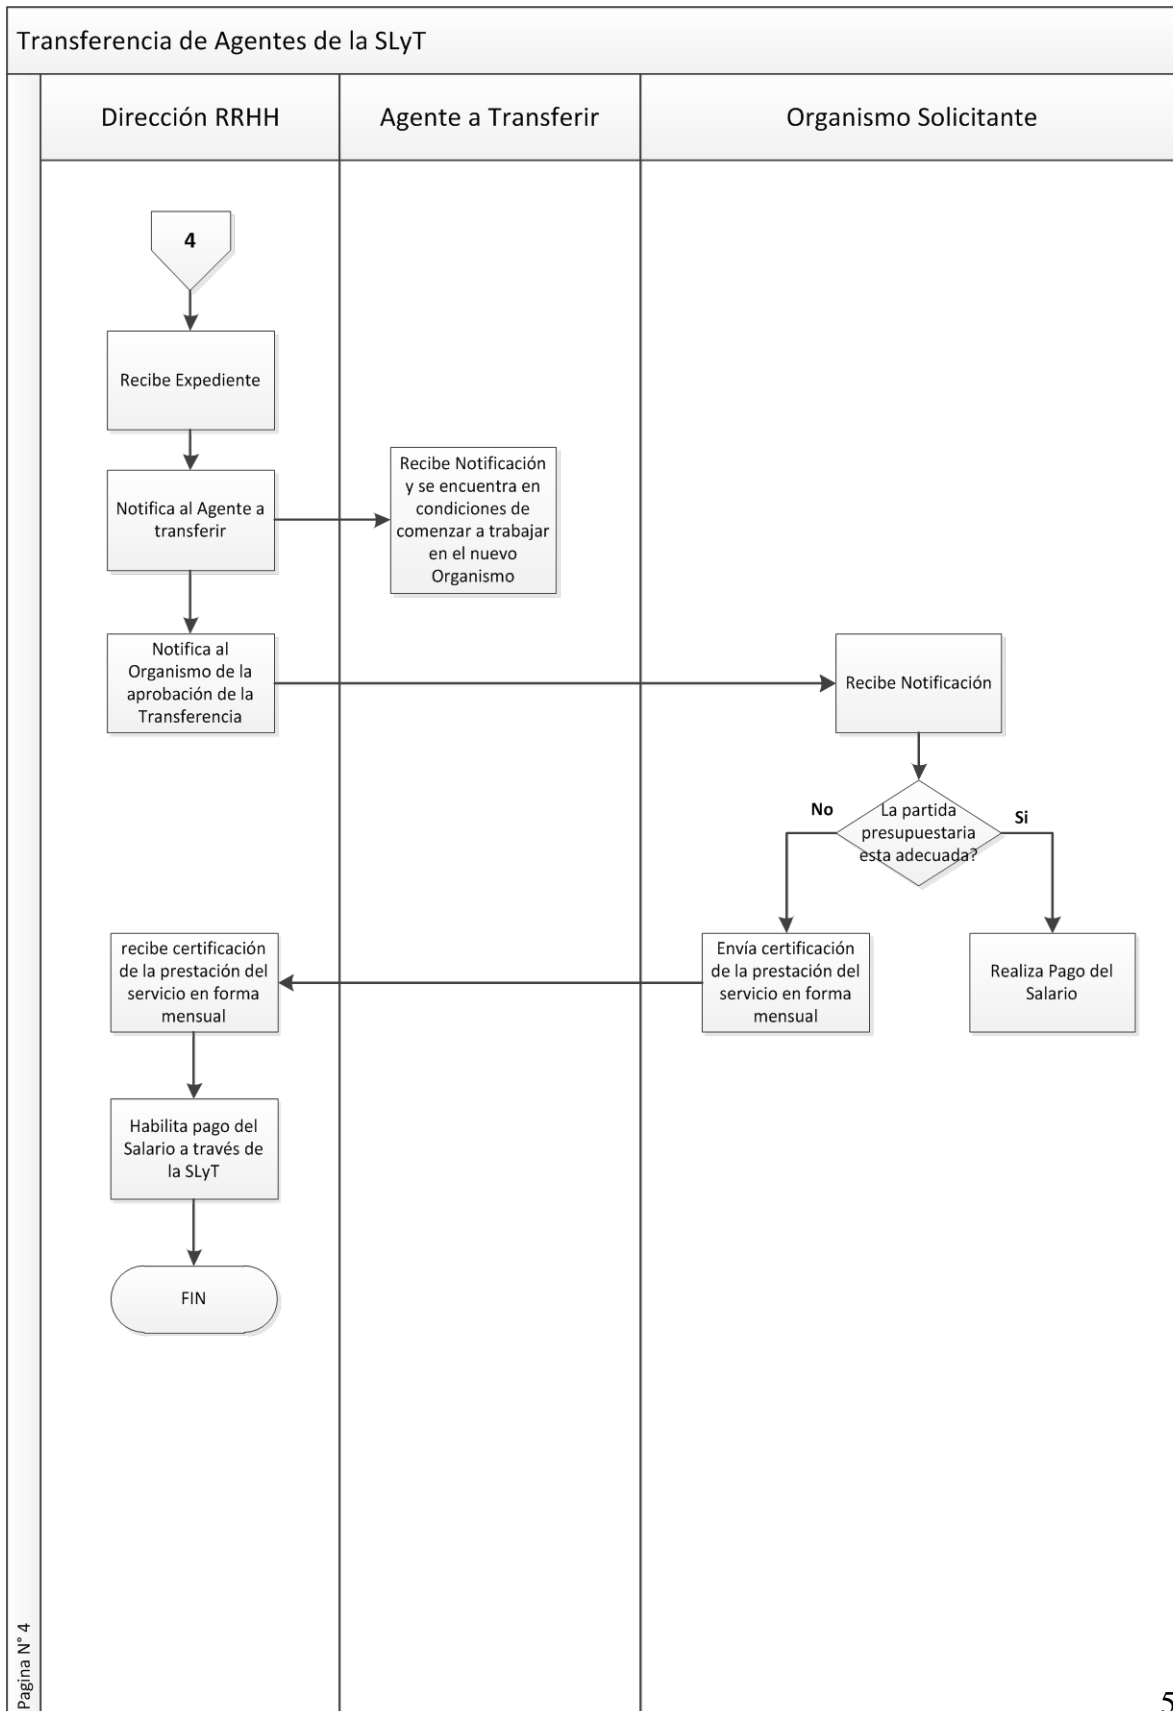 Transferencia de Agentes de la SLyT
Dirección RRHH
Agente a Transferir
Organismo Solicitante
4
Recibe Expediente
Notifica al Agente a
transferir
Recibe Notificación
y se encuentra en
condiciones de
comenzar a trabajar
en el nuevo
Organismo
Notifica al
Organismo de la
aprobación de la
Transferencia
Recibe Notificación
La partida
presupuestaria
esta adecuada?
No
Si
recibe certificación
de la prestación del
servicio en forma
mensual
Envía certificación
de la prestación del
servicio en forma
mensual
Realiza Pago del
Salario
Habilita pago del
Salario a través de
la SLyT
FIN
Pagina N° 4
5